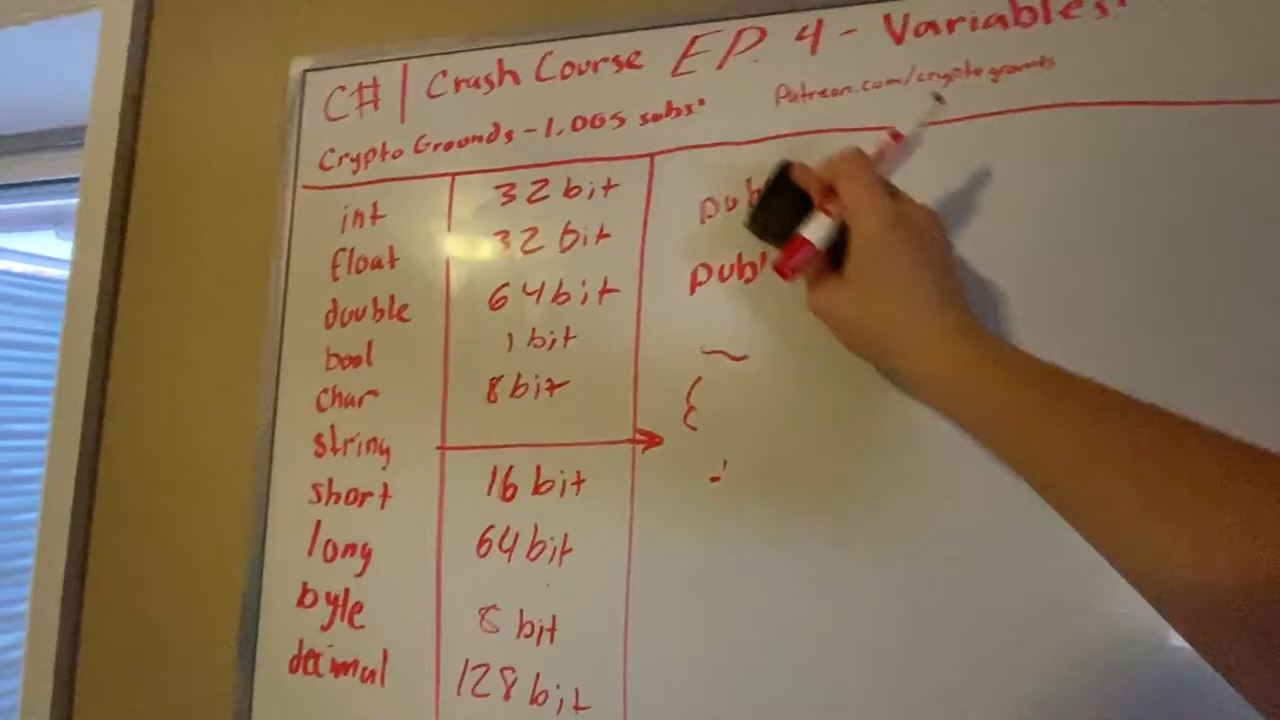 C# | Crash Course EP. 4 - Variables!
Patreon.com/cryptogrounds
Crypto Grounds - 1,005 subs!
int 32 bit
float 32 bit
double 64 bit
bool 1 bit
char 8 bit
string
short 16 bit
long 64 bit
byte 8 bit
decimal 128 bit
pub
publ
{